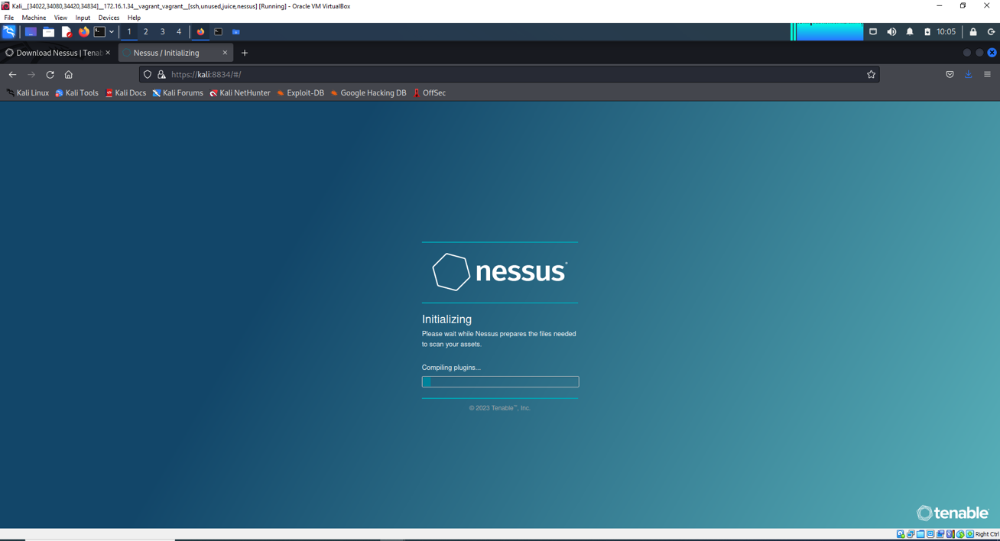 Kali__[34022,34080,34420,34834]__172.16.1.34__vagrant_vagrant__[ssh,unused,juice,nessus] [Running] - Oracle VM VirtualBox
File Machine View Input Devices Help
1 2 3 4 10:05
Download Nessus | Tenab Nessus / Initializing
https://kali:8834/#/
Kali Linux Kali Tools Kali Docs Kali Forums Kali NetHunter Exploit-DB Google Hacking DB OffSec
nessus®
Initializing
Please wait while Nessus prepares the files needed
to scan your assets.
Compiling plugins...
© 2023 Tenable™, Inc.
tenable
Right Ctrl